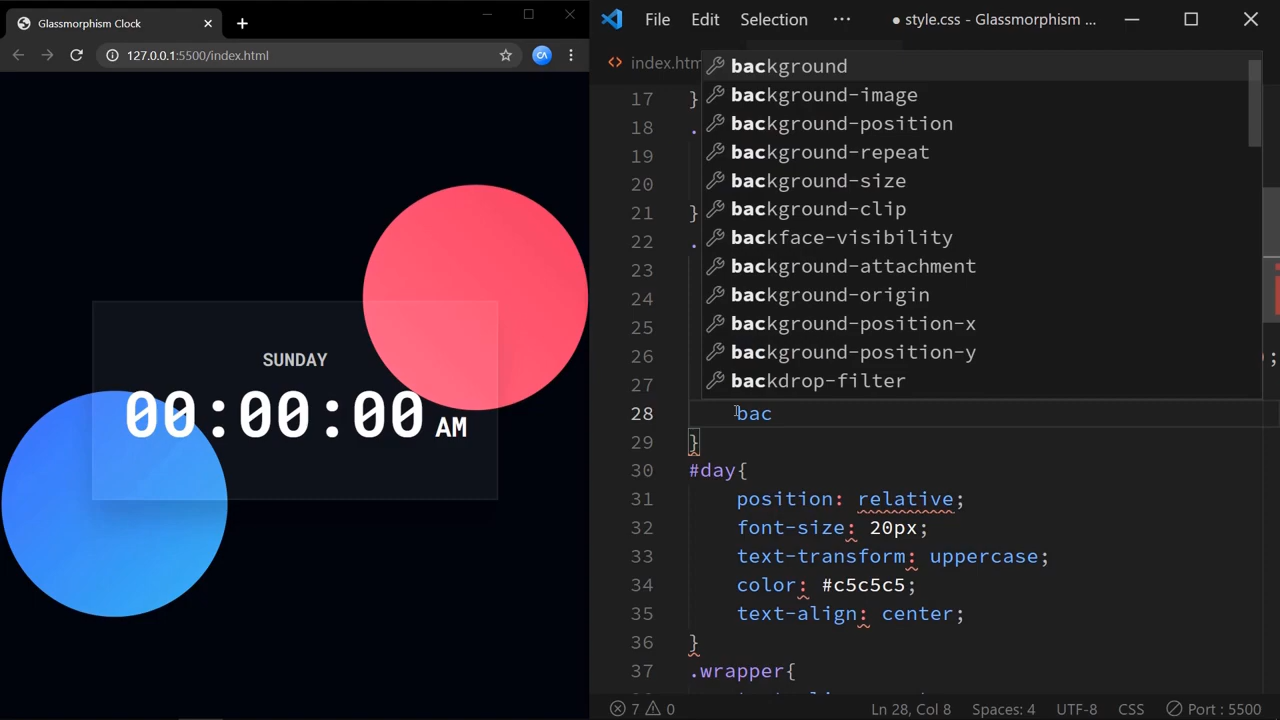 Glassmorphism Clock
127.0.0.1:5500/index.html
SUNDAY
00:00:00 AM
File Edit Selection ··· ● style.css - Glassmorphism ...
index.htm
background
background-image
background-position
background-repeat
background-size
background-clip
backface-visibility
background-attachment
background-origin
background-position-x
background-position-y
backdrop-filter
17 }
18 .
19
20
21 }
22 .
23
24
25
26 );
27
28 bac
29 }
30 #day{
31 position: relative;
32 font-size: 20px;
33 text-transform: uppercase;
34 color: #c5c5c5;
35 text-align: center;
36 }
37 .wrapper{
7 0 Ln 28, Col 8 Spaces: 4 UTF-8 CSS Port : 5500